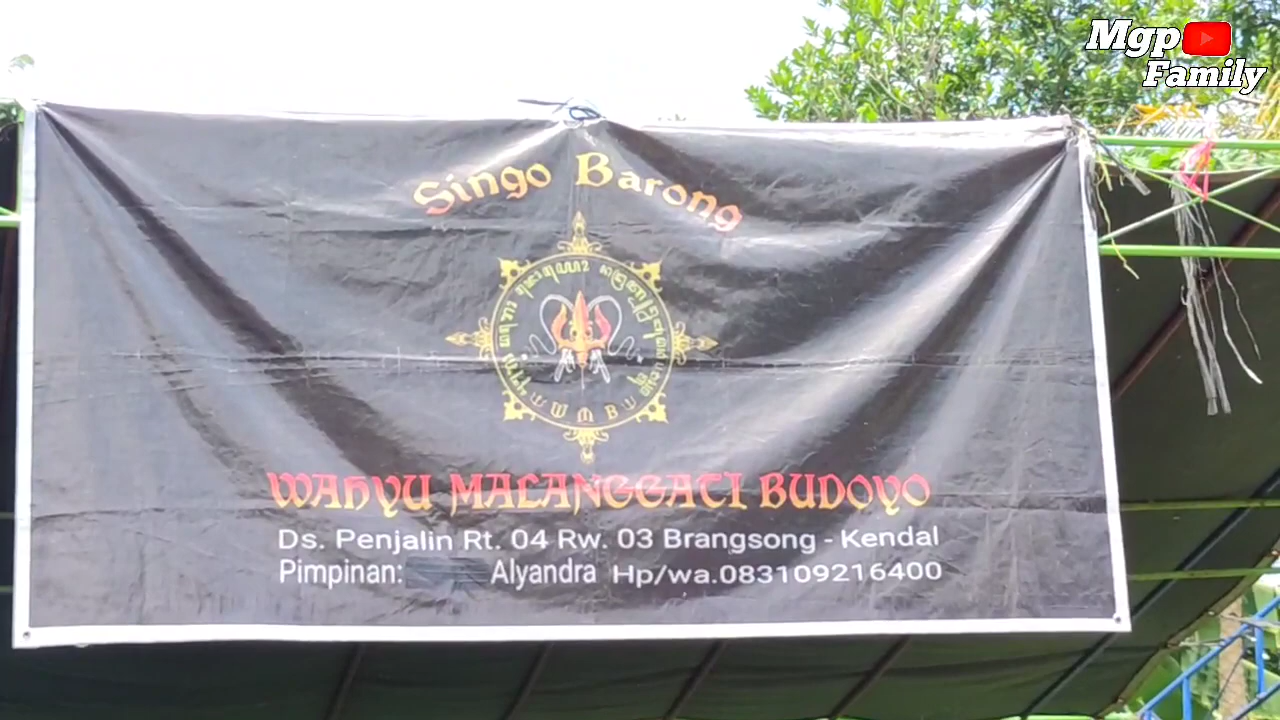 Mgp
Family
Singo Barong
W M B
WAHYU MALANGGATI BUDOYO
Ds. Penjalin Rt. 04 Rw. 03 Brangsong - Kendal
Pimpinan: Alyandra Hp/wa.083109216400